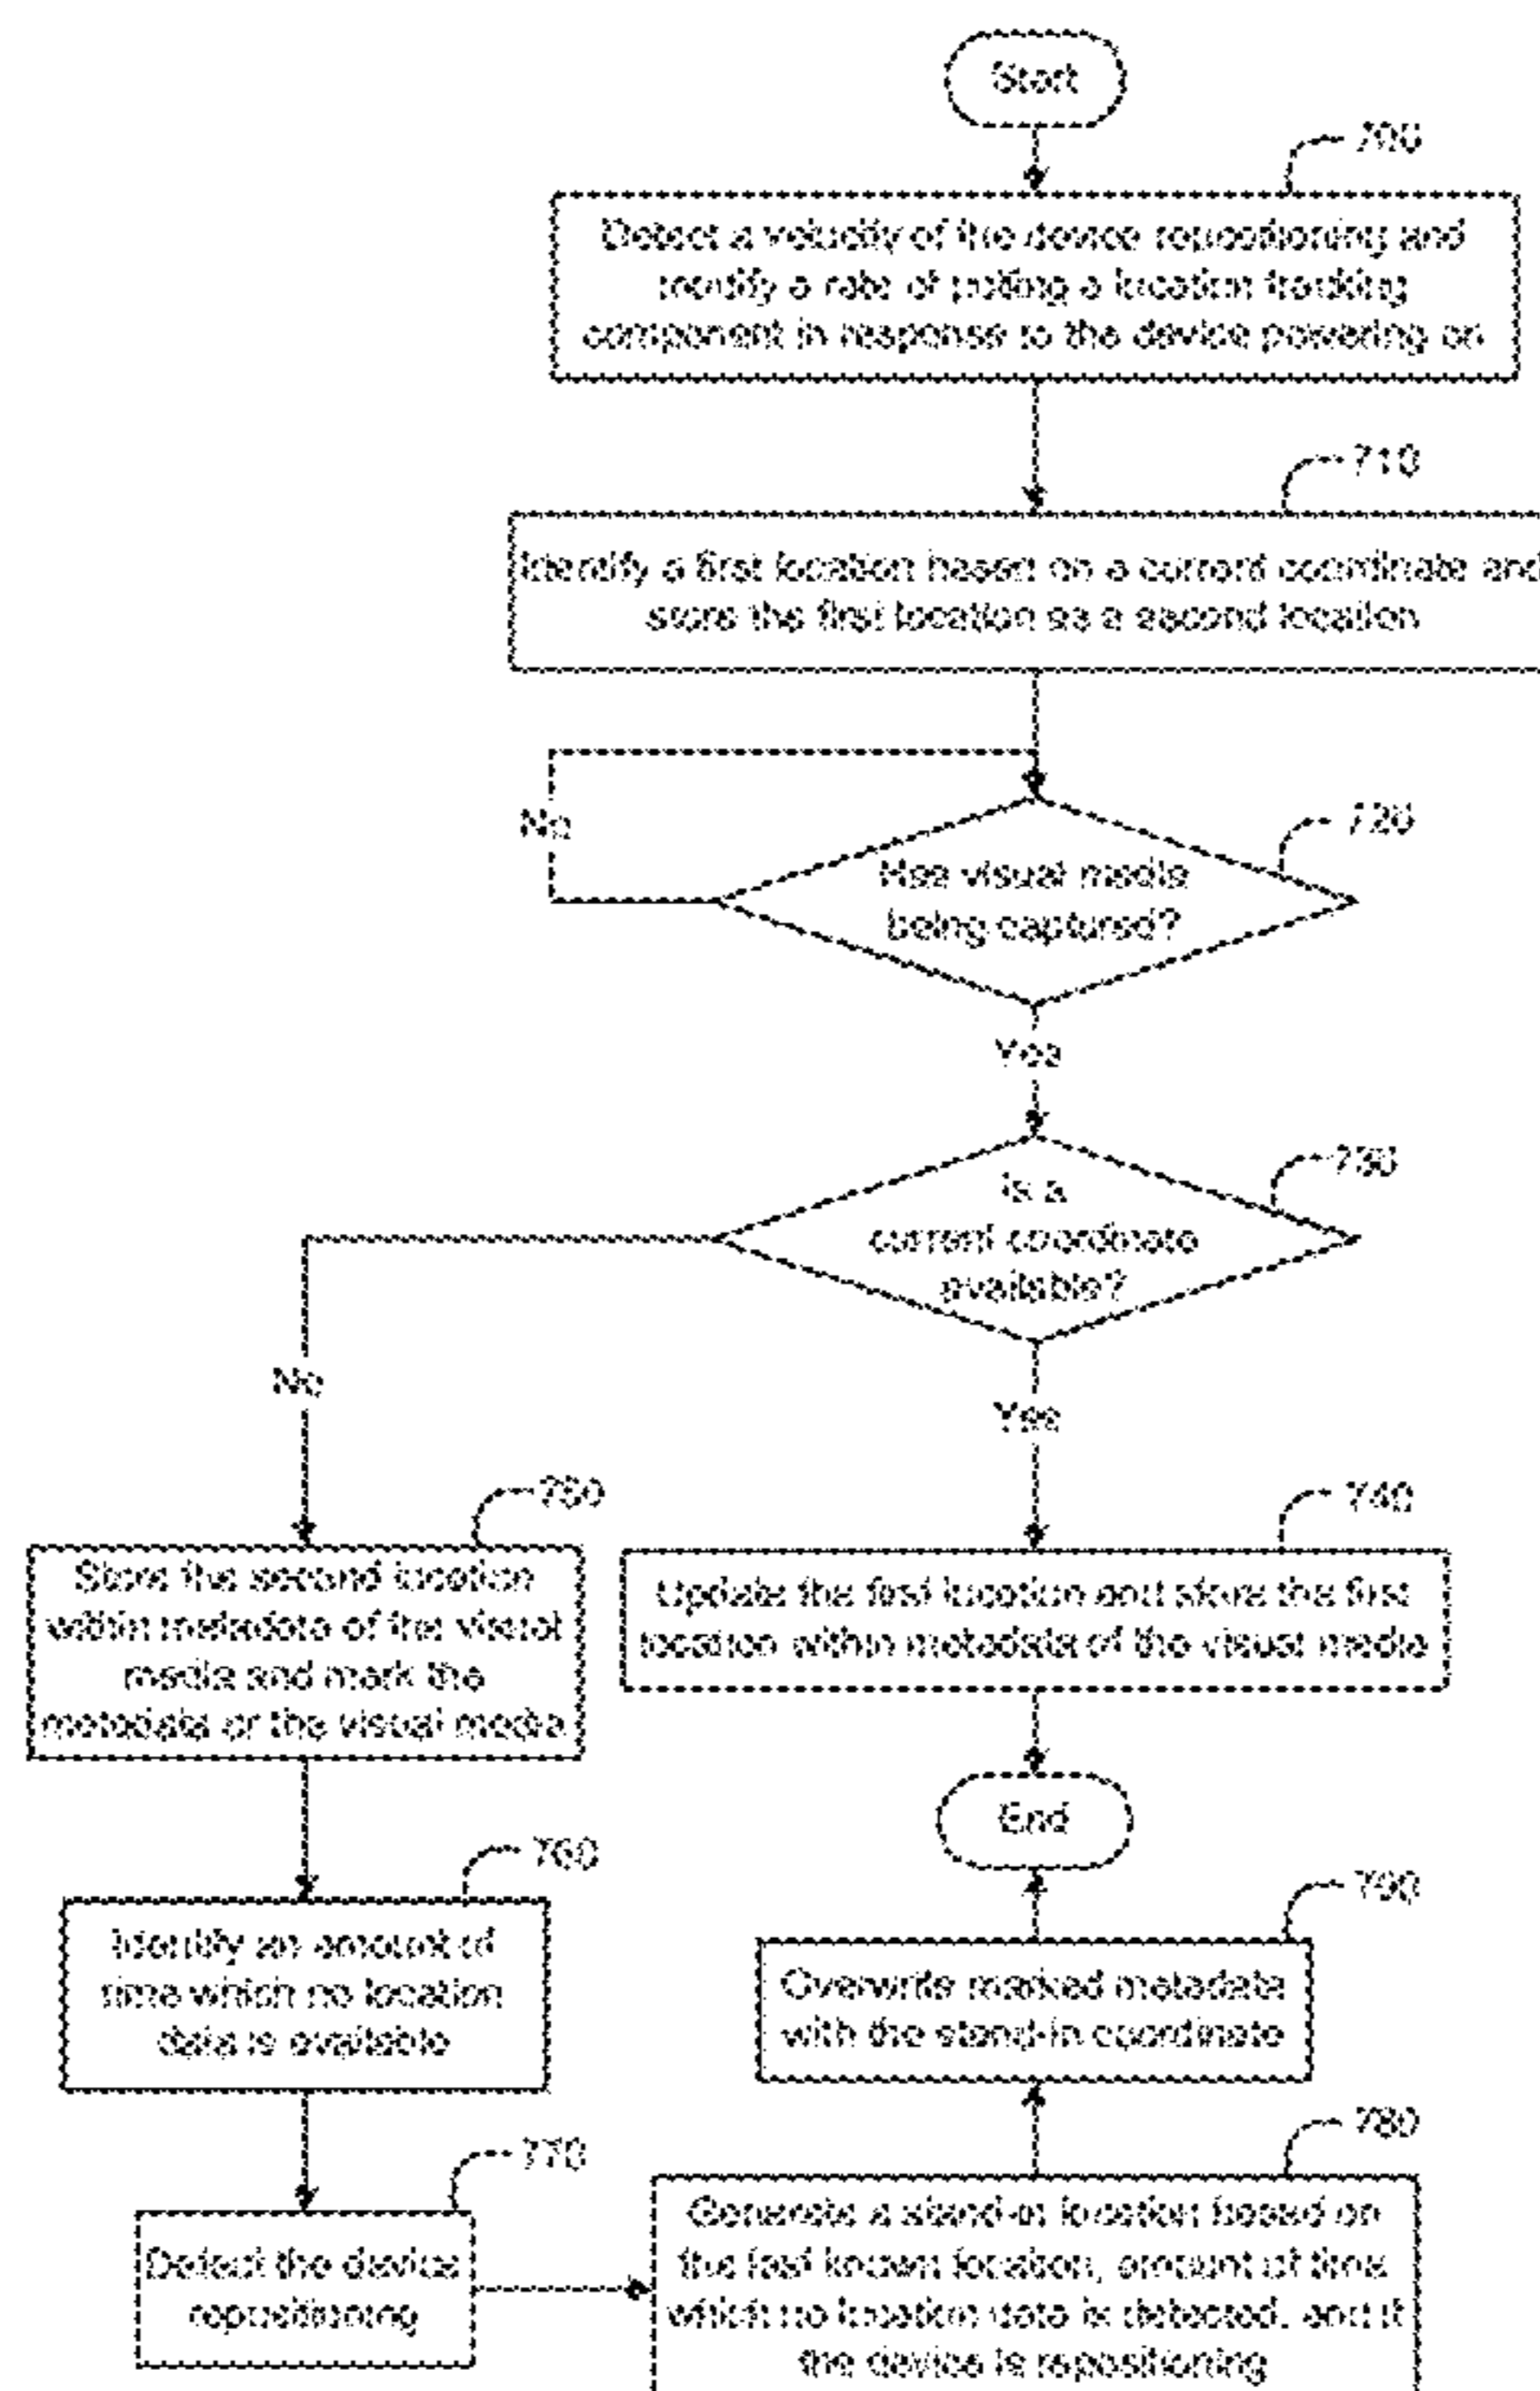 Start
700
Detect a velocity of the device repositioning and
modify a rate of polling a location tracking
component in response to the device powering on
710
Identify a first location based on a current coordinate and
store the first location as a second location
720
No
Has visual media
being captured?
Yes
730
Is a
current coordinate
available?
No
Yes
750
740
Store the second location
within metadata of the visual
media and mark the
metadata or the visual media
Update the first location and store the first
location within metadata of the visual media
End
760
790
Identify an amount of
time which no location
data is available
Overwrite marked metadata
with the stand-in coordinate
770
780
Detect the device
repositioning
Generate a stand-in location based on
the last known location, amount of time
which no location data is detected, and if
the device is repositioning